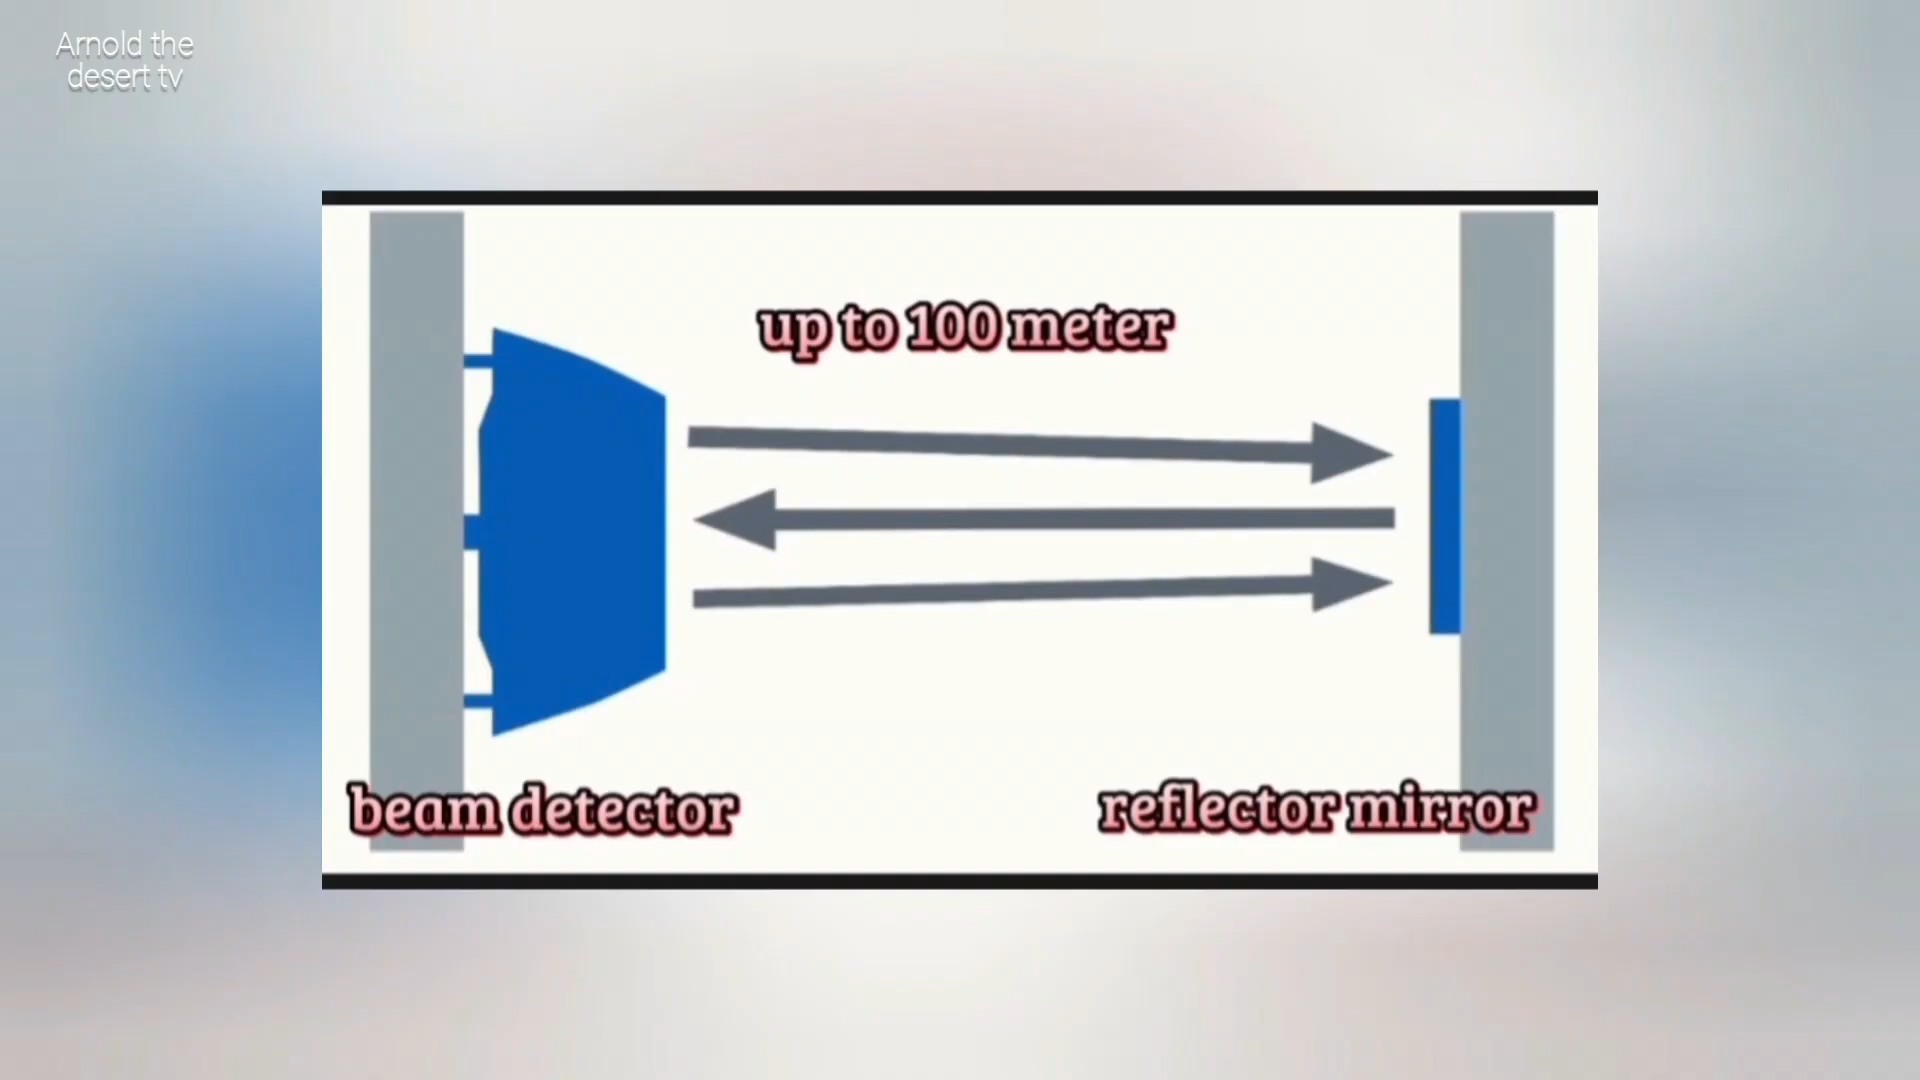 Arnold the
desert tv
up to 100 meter
beam detector
reflector mirror